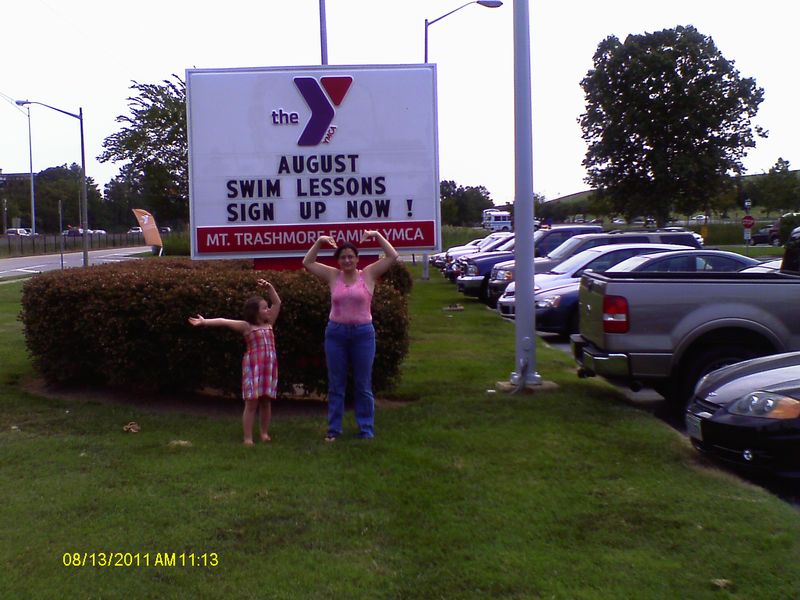 the
YMCA
AUGUST
SWIM LESSONS
SIGN UP NOW !
MT. TRASHMORE FAMILY YMCA
08/13/2011 AM 11:13